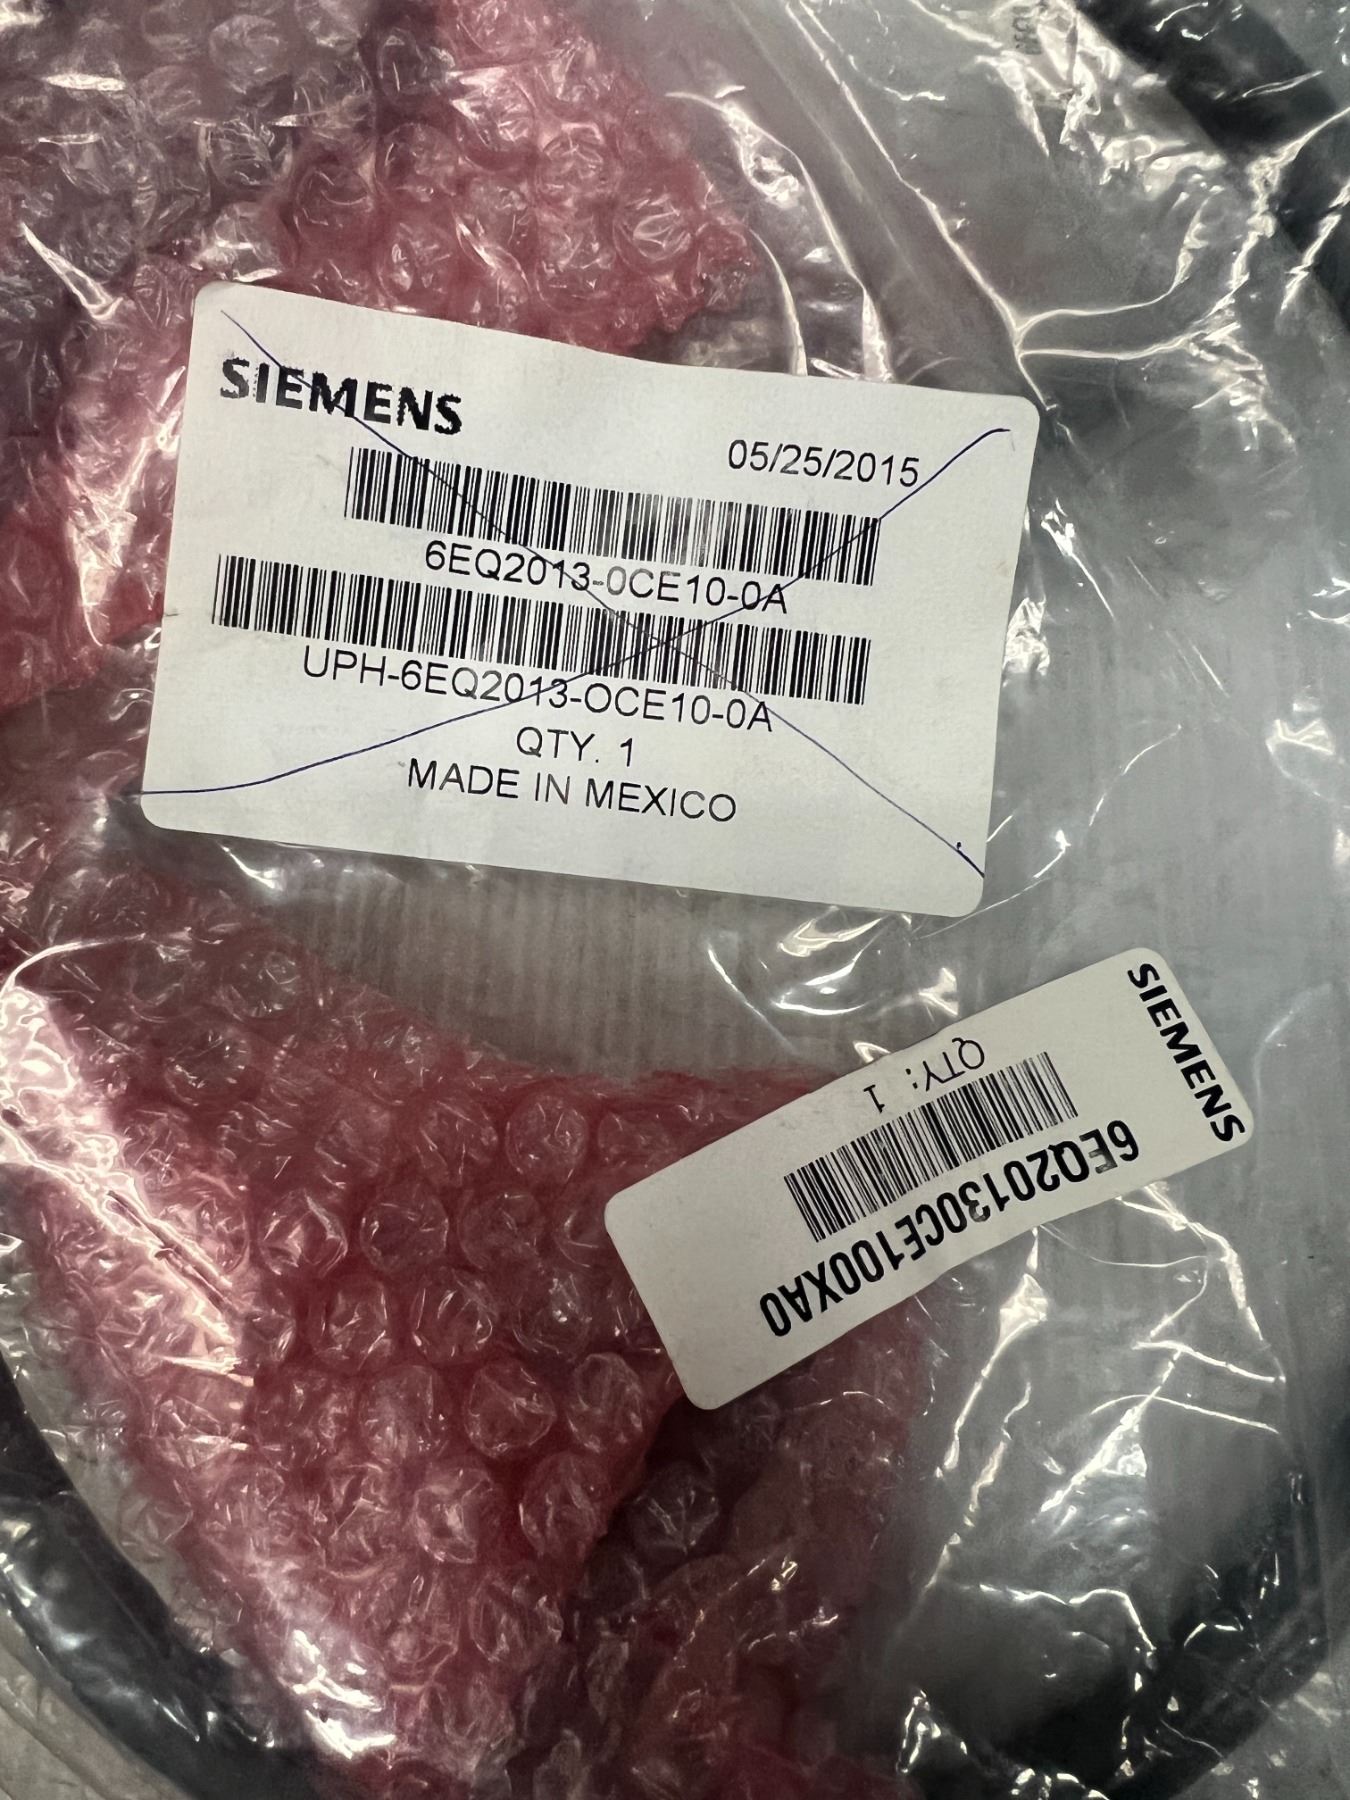 SIEMENS
05/25/2015
6EQ2013-0CE10-0A
UPH-6EQ2013-OCE10-0A
QTY. 1
MADE IN MEXICO
SIEMENS
6EQ20130CE100XA0
QTY: 1